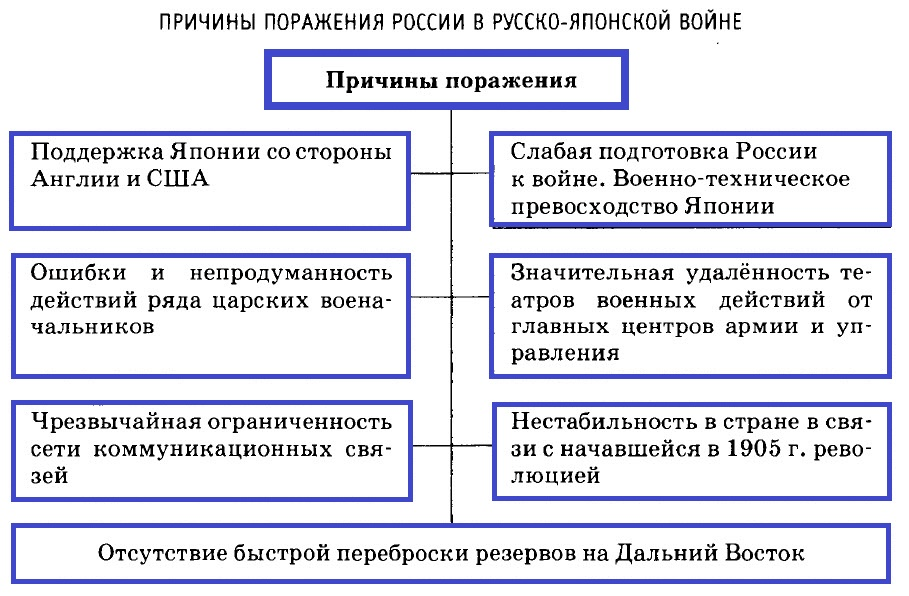 ПРИЧИНЫ ПОРАЖЕНИЯ РОССИИ В РУССКО-ЯПОНСКОЙ ВОЙНЕ
Причины поражения
Поддержка Японии со стороны
Англии и США
Слабая подготовка России
к войне. Военно-техническое
превосходство Японии
Ошибки и непродуманность
действий ряда царских военa-
чальников
Значительная удалённость те-
атров военных действий от
главных центров армии и уп-
равления
Чрезвычайная ограниченность
сети коммуникационных свя-
зей
Нестабильность в стране в свя-
зи с начавшейся в 1905 г. рево-
люцией
Отсутствие быстрой переброски резервов на Дальний Восток